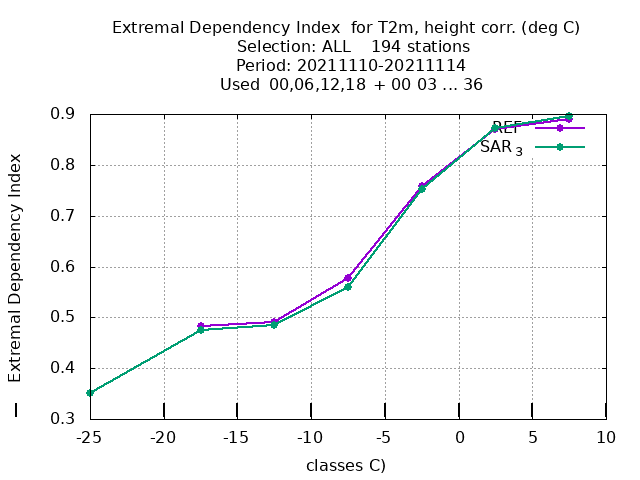 Extremal Dependency Index for T2m, height corr. (deg C)
Selection: ALL 194 stations
Period: 20211110-20211114
Used 00,06,12,18 + 00 03 ... 36
REF
SAR 3
Extremal Dependency Index
0.9
0.8
0.7
0.6
0.5
0.4
0.3
-25 -20 -15 -10 -5 0 5 10
classes C)